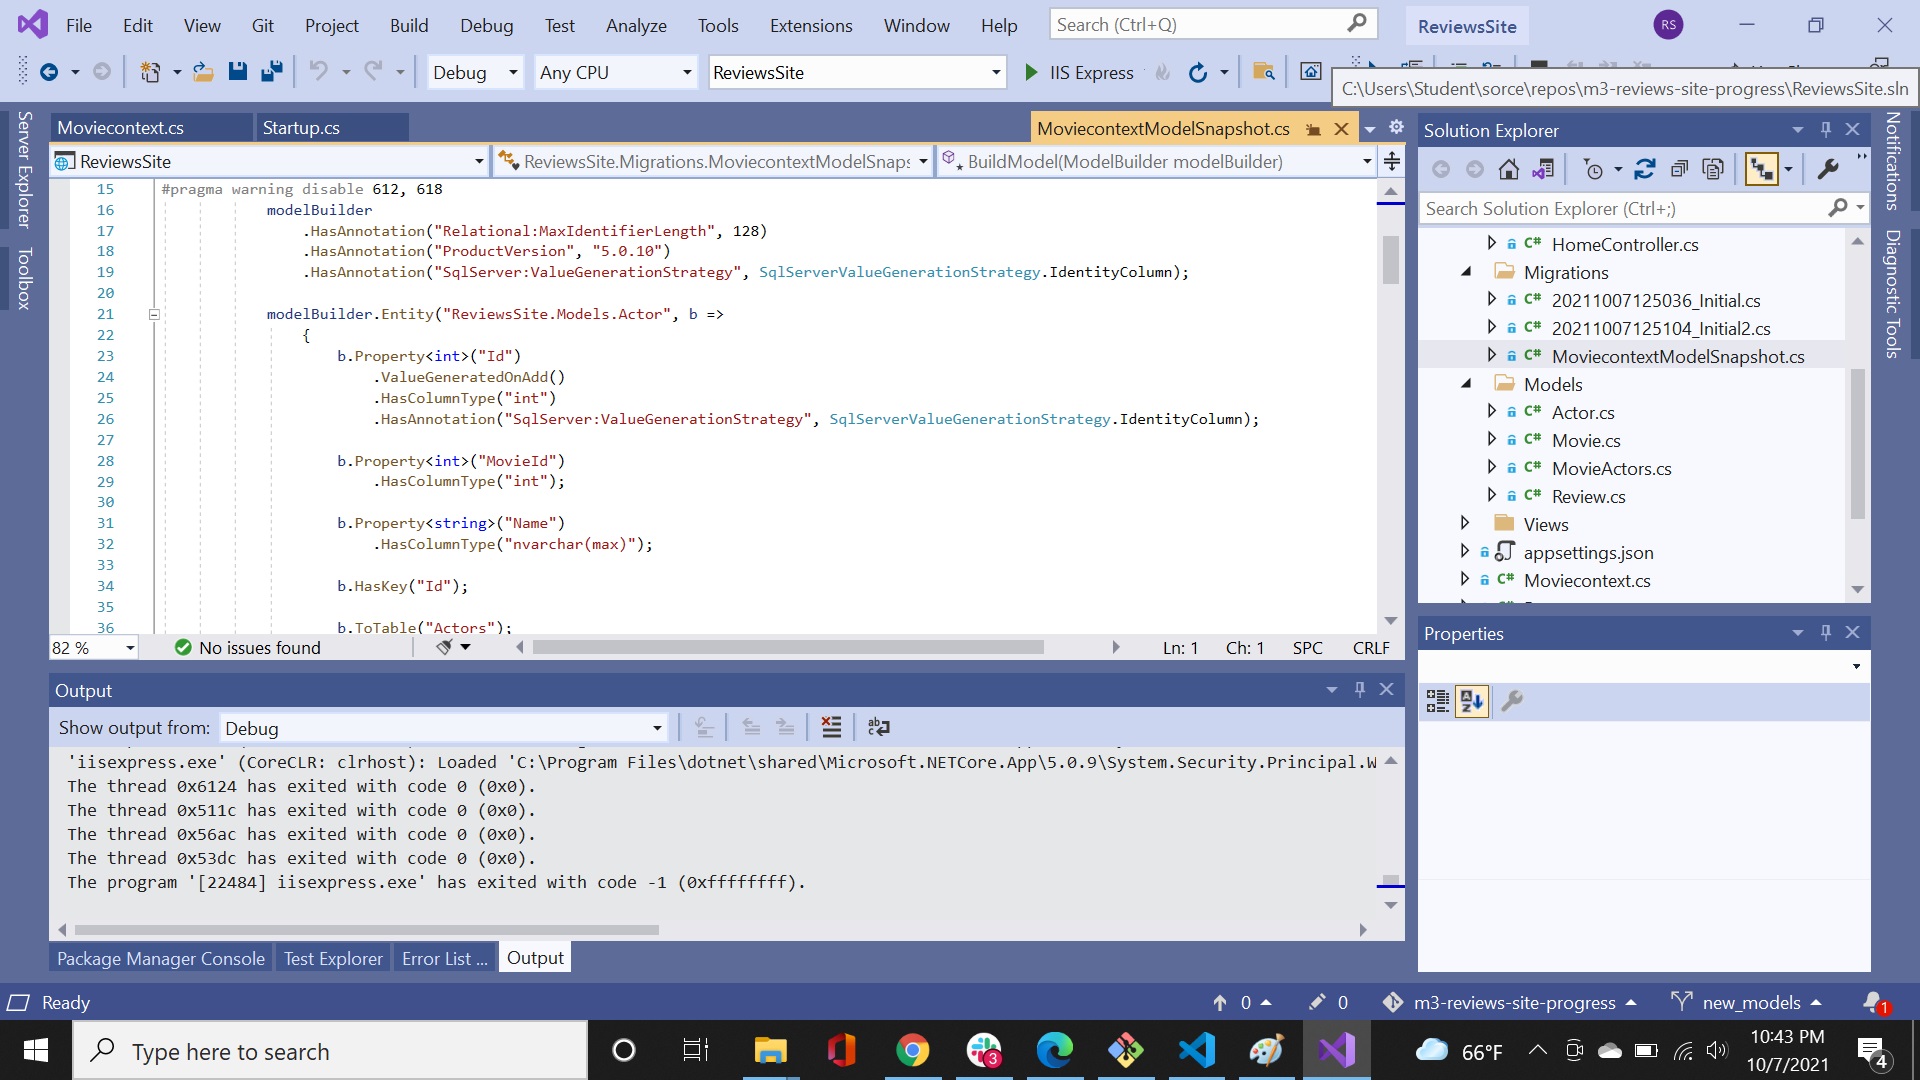 File Edit View Git Project Build Debug Test Analyze Tools Extensions Window Help Search (Ctrl+Q) ReviewsSite RS
Debug Any CPU ReviewsSite IIS Express
C:\Users\Student\sorce\repos\m3-reviews-site-progress\ReviewsSite.sln
Server Explorer
Toolbox
Moviecontext.cs Startup.cs MoviecontextModelSnapshot.cs
ReviewsSite ReviewsSite.Migrations.MoviecontextModelSnaps BuildModel(ModelBuilder modelBuilder)
15 #pragma warning disable 612, 618
16 modelBuilder
17 .HasAnnotation("Relational:MaxIdentifierLength", 128)
18 .HasAnnotation("ProductVersion", "5.0.10")
19 .HasAnnotation("SqlServer:ValueGenerationStrategy", SqlServerValueGenerationStrategy.IdentityColumn);
20
21 modelBuilder.Entity("ReviewsSite.Models.Actor", b =>
22 {
23 b.Property<int>("Id")
24 .ValueGeneratedOnAdd()
25 .HasColumnType("int")
26 .HasAnnotation("SqlServer:ValueGenerationStrategy", SqlServerValueGenerationStrategy.IdentityColumn);
27
28 b.Property<int>("MovieId")
29 .HasColumnType("int");
30
31 b.Property<string>("Name")
32 .HasColumnType("nvarchar(max)");
33
34 b.HasKey("Id");
35
36 b.ToTable("Actors");
82 % No issues found Ln: 1 Ch: 1 SPC CRLF
Output
Show output from: Debug
'iisexpress.exe' (CoreCLR: clrhost): Loaded 'C:\Program Files\dotnet\shared\Microsoft.NETCore.App\5.0.9\System.Security.Principal.W
The thread 0x6124 has exited with code 0 (0x0).
The thread 0x511c has exited with code 0 (0x0).
The thread 0x56ac has exited with code 0 (0x0).
The thread 0x53dc has exited with code 0 (0x0).
The program '[22484] iisexpress.exe' has exited with code -1 (0xffffffff).
Package Manager Console Test Explorer Error List ... Output
Solution Explorer
Search Solution Explorer (Ctrl+;)
C# HomeController.cs
Migrations
C# 20211007125036_Initial.cs
C# 20211007125104_Initial2.cs
C# MoviecontextModelSnapshot.cs
Models
C# Actor.cs
C# Movie.cs
C# MovieActors.cs
C# Review.cs
Views
appsettings.json
C# Moviecontext.cs
Properties
Notifications
Diagnostic Tools
Ready 0 0 m3-reviews-site-progress new_models 1
Type here to search 3 66°F 10:43 PM
10/7/2021 4